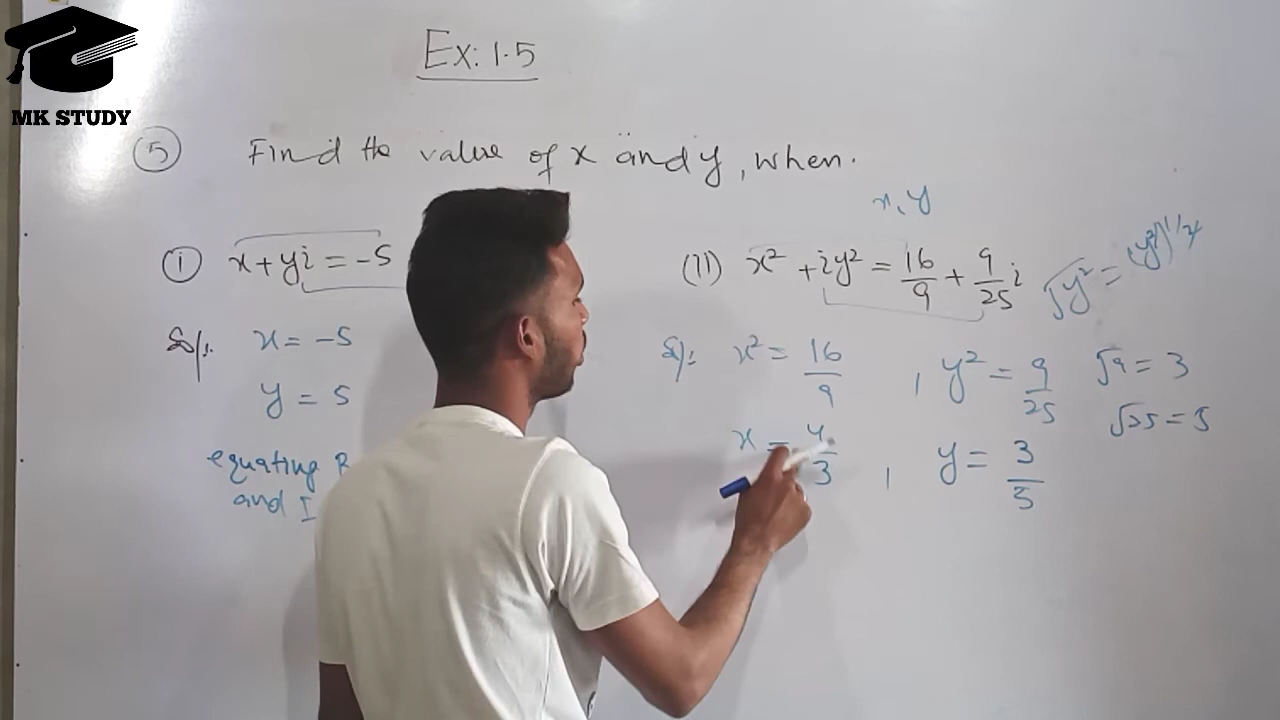 MK STUDY
Ex: 1.5
⑤ Find the value of x and y, when.
x, y
(i) x + yi = -5
(ii) x² + iy² = 16/9 + 9/25 i
√y² = (y²)^1/2
Sol: x = -5
y = 5
equating R
and I
Sol: x² = 16/9 , y² = 9/25
√9 = 3
√25 = 5
x = 4/3 , y = 3/5